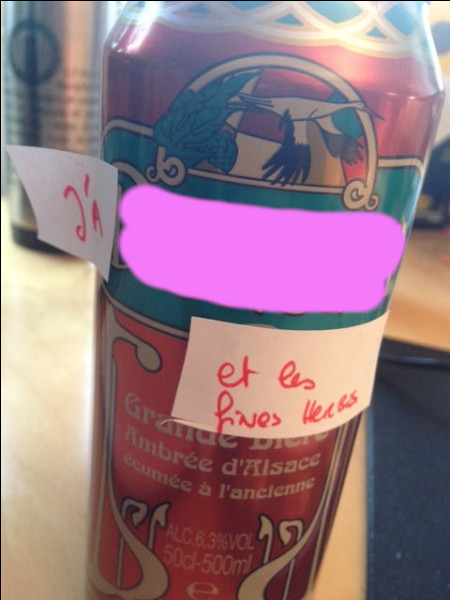 J'A
et les
fines Herbes
Grande Bière
Ambrée d'Alsace
écumée à l'ancienne
ALC.6.3%VOL
50cl-500ml
e